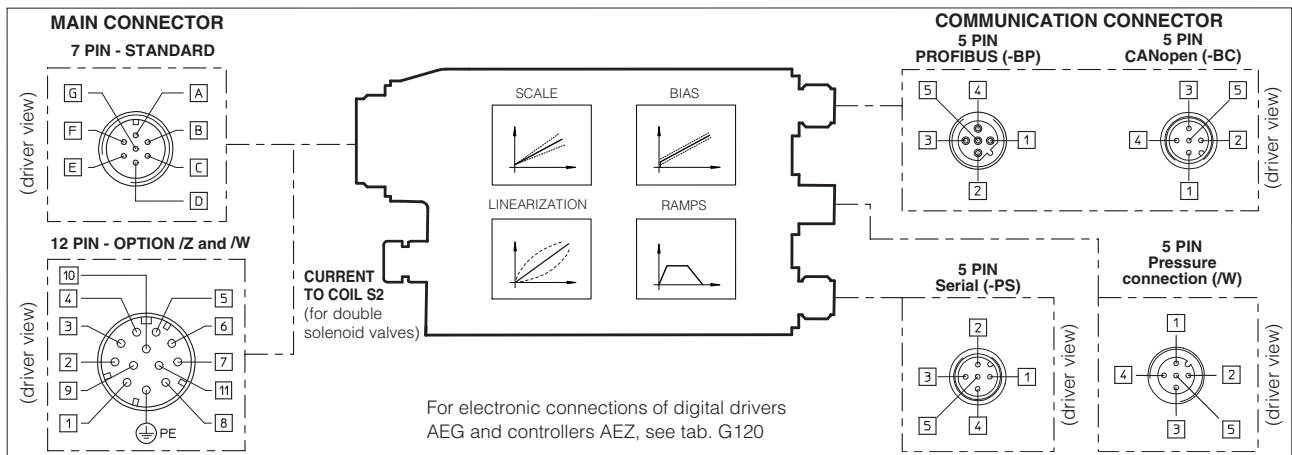 MAIN CONNECTOR
7 PIN - STANDARD
(driver view)
G
A
F
B
E
C
D
12 PIN - OPTION /Z and /W
(driver view)
10
4
5
3
6
2
7
9
11
1
8
PE
CURRENT
TO COIL S2
(for double
solenoid valves)
SCALE
BIAS
LINEARIZATION
RAMPS
For electronic connections of digital drivers
AEG and controllers AEZ, see tab. G120
COMMUNICATION CONNECTOR
5 PIN
PROFIBUS (-BP)
5
4
3
1
2
5 PIN
CANopen (-BC)
3
5
4
2
1
(driver view)
5 PIN
Serial (-PS)
2
3
1
5
4
(driver view)
5 PIN
Pressure
connection (/W)
1
4
2
3
5
(driver view)